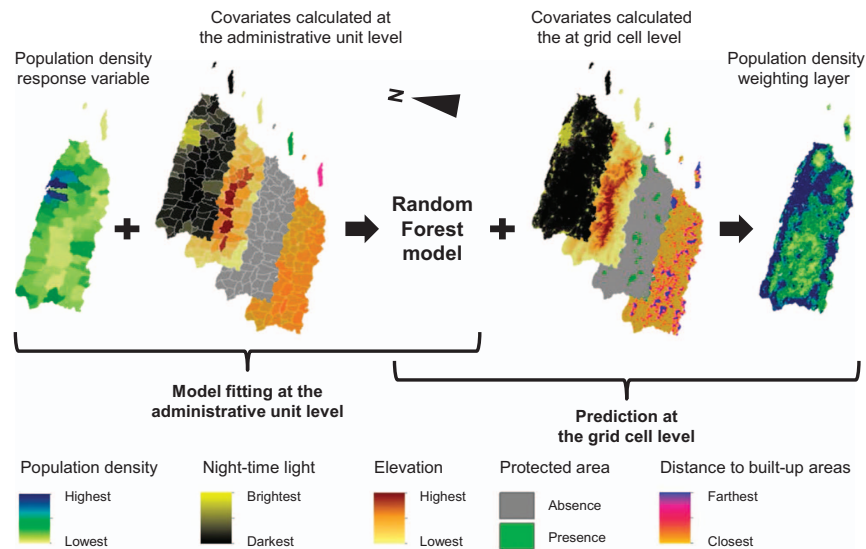 Population density
response variable
Covariates calculated at
the administrative unit level
Covariates calculated
the at grid cell level
Population density
weighting layer
N
Random
Forest
model
Model fitting at the
administrative unit level
Prediction at
the grid cell level
Population density
Highest
Lowest
Night-time light
Brightest
Darkest
Elevation
Highest
Lowest
Protected area
Absence
Presence
Distance to built-up areas
Farthest
Closest